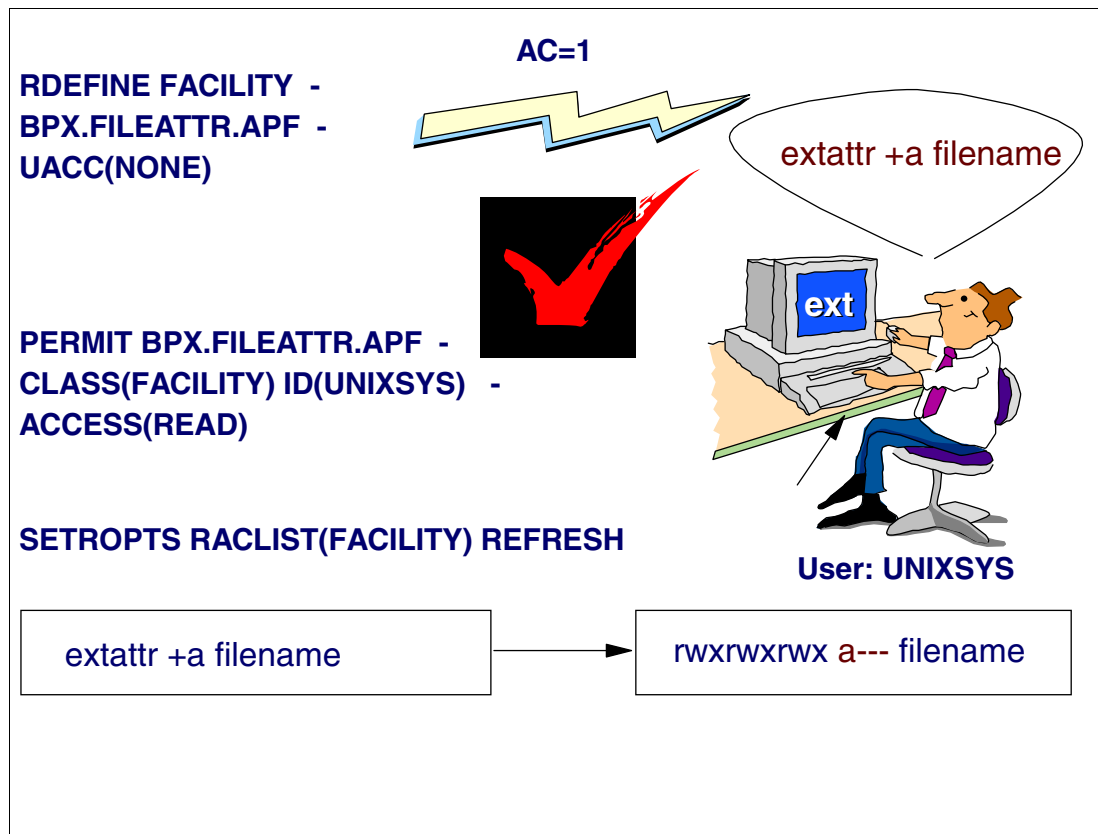 AC=1
RDEFINE FACILITY -
BPX.FILEATTR.APF -
UACC(NONE)
extattr +a filename
ext
PERMIT BPX.FILEATTR.APF -
CLASS(FACILITY) ID(UNIXSYS) -
ACCESS(READ)
SETROPTS RACLIST(FACILITY) REFRESH
User: UNIXSYS
extattr +a filename
rwxrwxrwx a--- filename